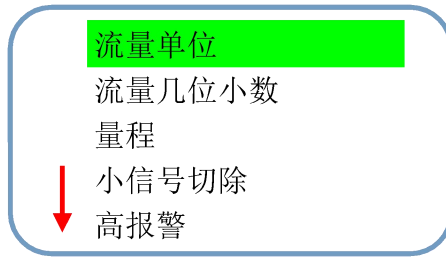 流量单位
流量几位小数
量程
小信号切除
高报警